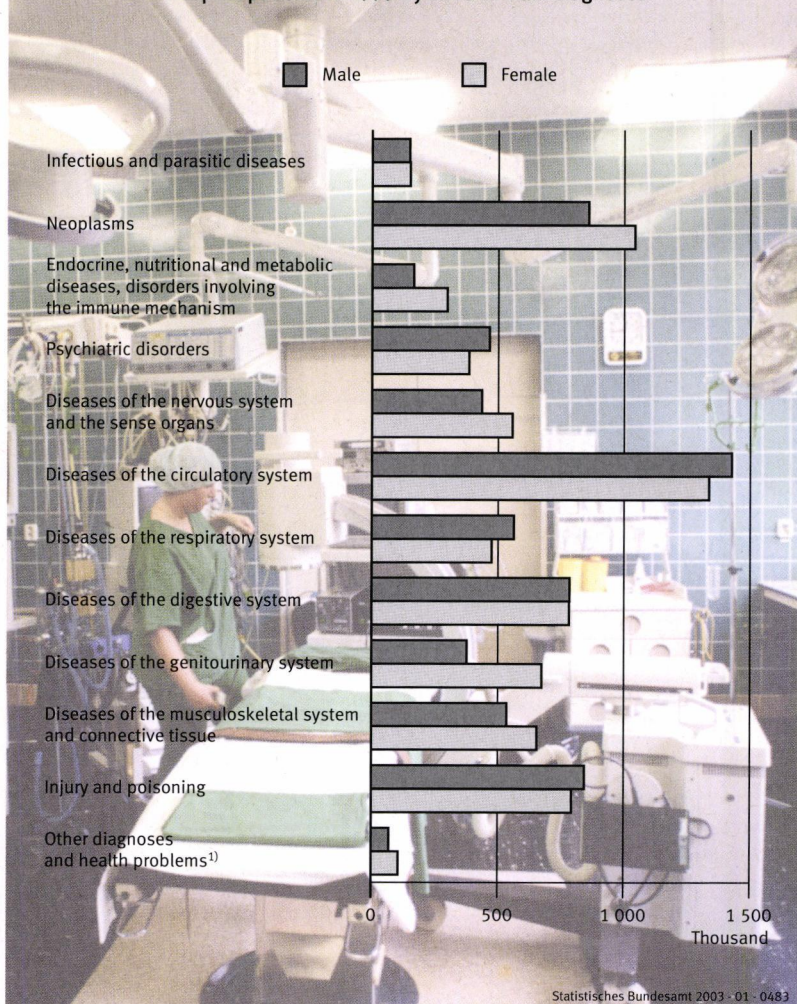 Male
Female
Infectious and parasitic diseases
Neoplasms
Endocrine, nutritional and metabolic
diseases, disorders involving
the immune mechanism
Psychiatric disorders
Diseases of the nervous system
and the sense organs
Diseases of the circulatory system
Diseases of the respiratory system
Diseases of the digestive system
Diseases of the genitourinary system
Diseases of the musculoskeletal system
and connective tissue
Injury and poisoning
Other diagnoses
and health problems¹⁾
0 500 1 000 1 500
Thousand
Statistisches Bundesamt 2003 - 01 - 0483